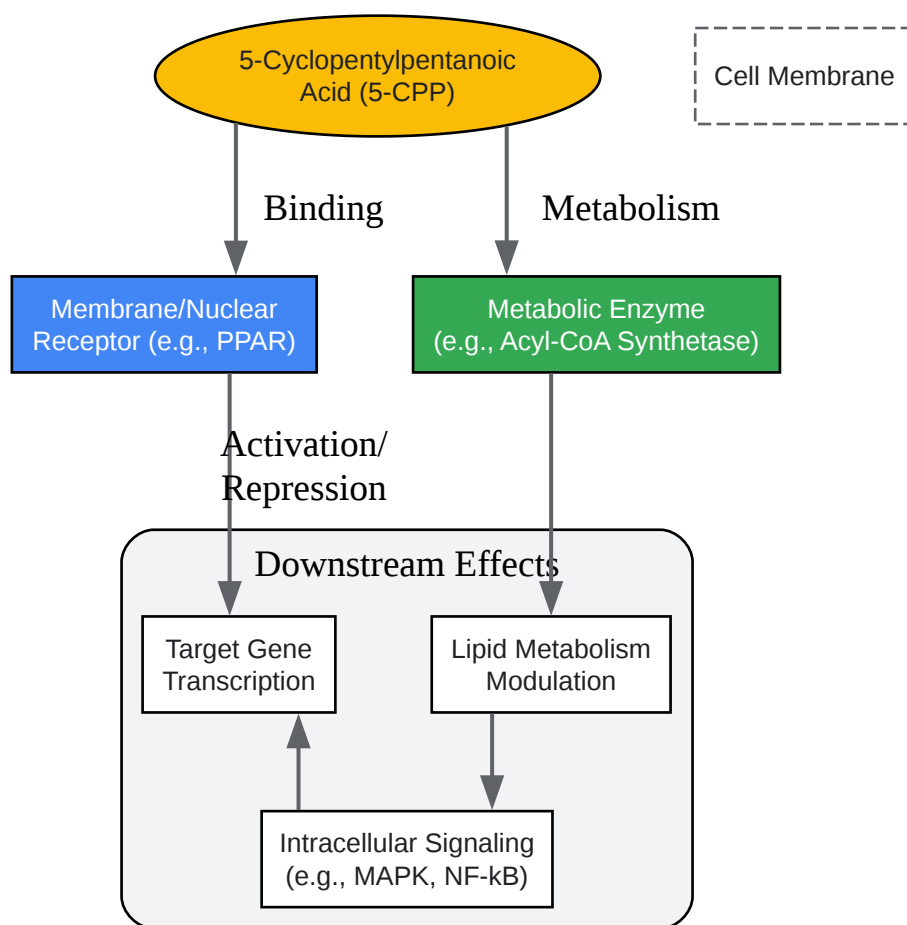 5-Cyclopentylpentanoic
Acid (5-CPP)
Cell Membrane
Binding
Metabolism
Membrane/Nuclear
Receptor (e.g., PPAR)
Metabolic Enzyme
(e.g., Acyl-CoA Synthetase)
Activation/
Repression
Downstream Effects
Target Gene
Transcription
Lipid Metabolism
Modulation
Intracellular Signaling
(e.g., MAPK, NF-kB)